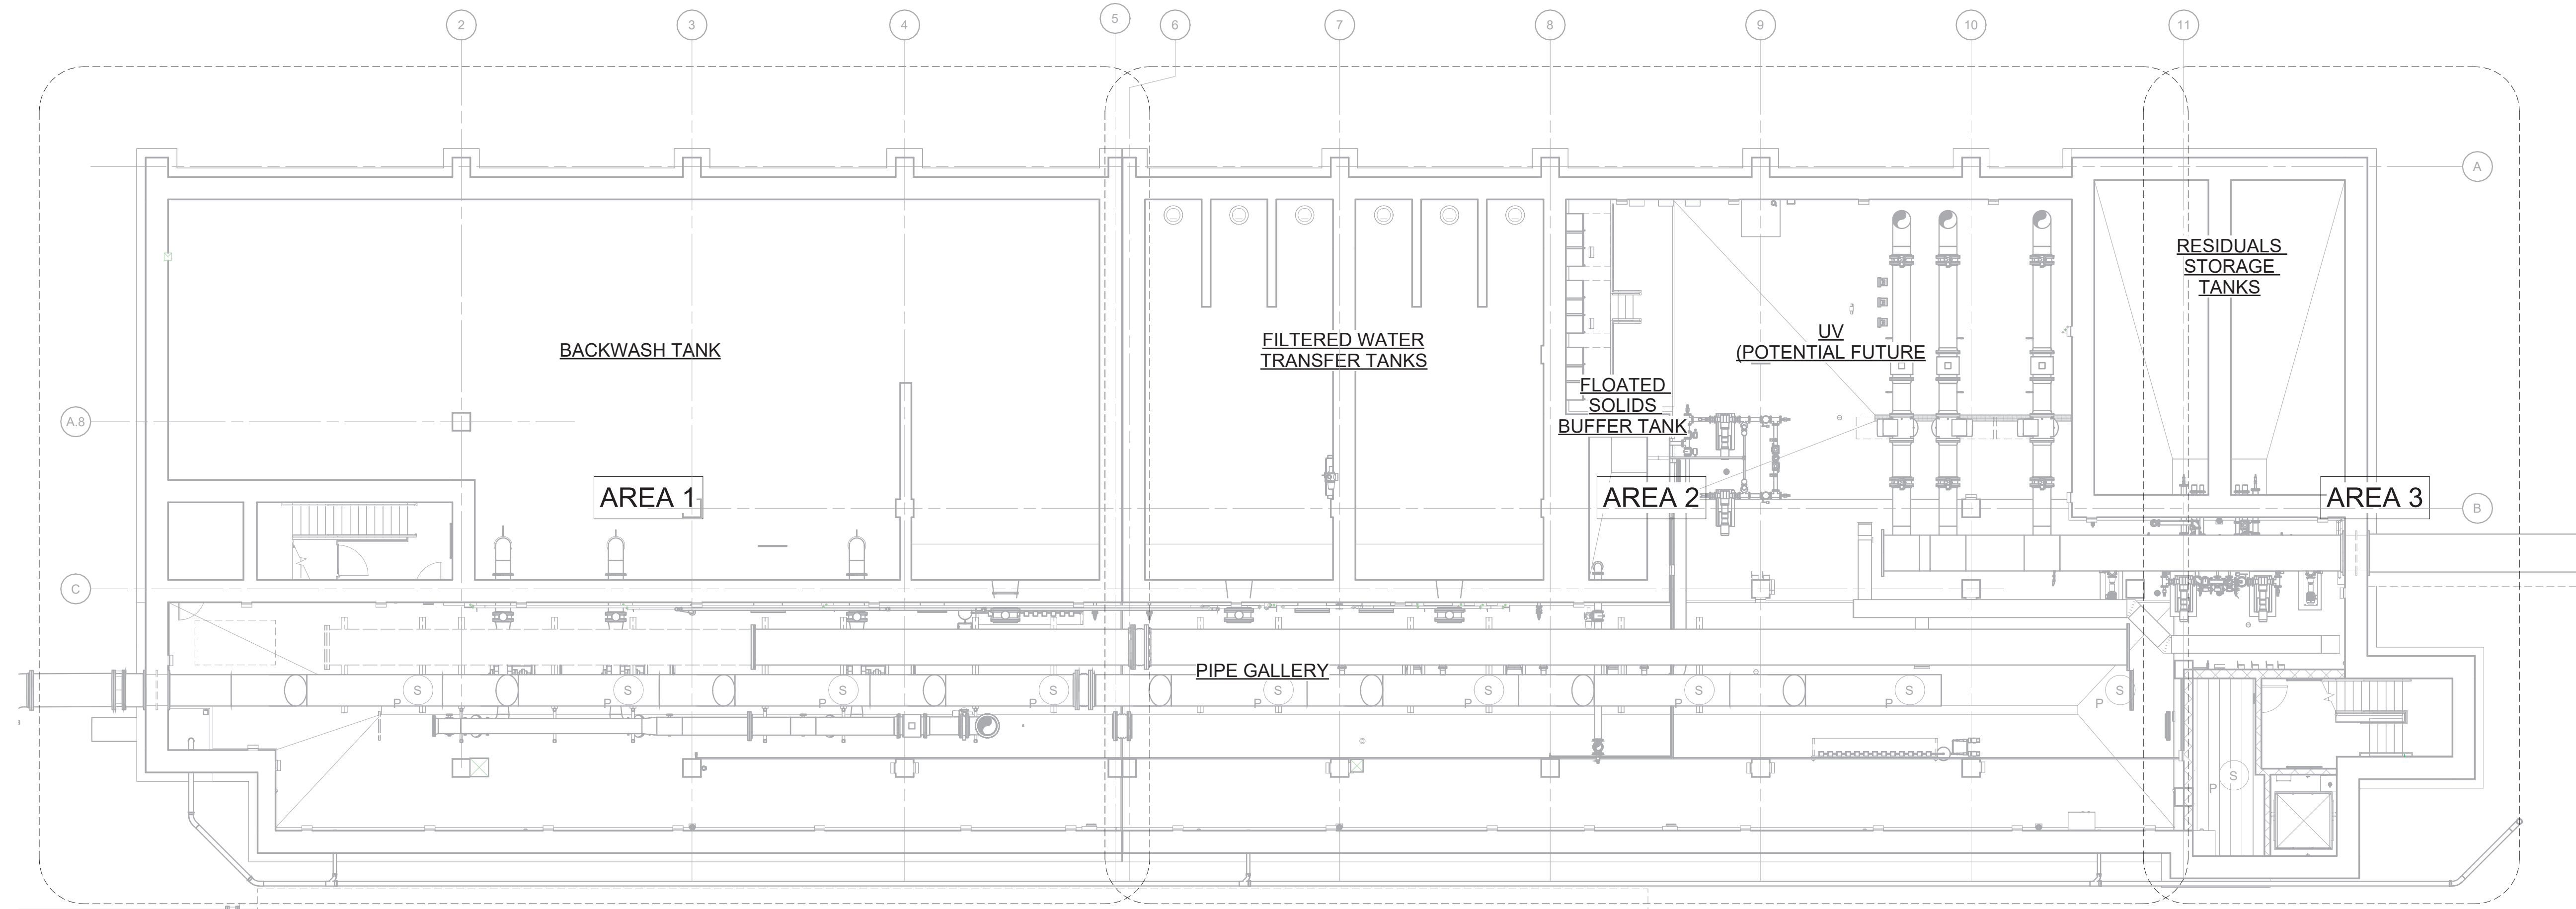 2
3
4
5
6
7
8
9
10
11
A
RESIDUALS
STORAGE
TANKS
BACKWASH TANK
FILTERED WATER
TRANSFER TANKS
UV
(POTENTIAL FUTURE
FLOATED
SOLIDS
BUFFER TANK
A.8
AREA 1
AREA 2
AREA 3
B
C
PIPE GALLERY
S
S
S
S
S
S
S
S
S
P
P
P
P
P
P
P
P
P
S
P